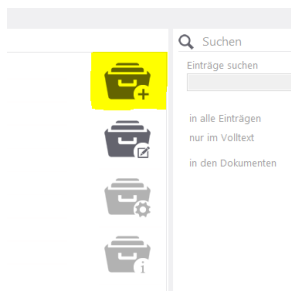 Suchen
Einträge suchen
in alle Einträgen
nur im Volltext
in den Dokumenten